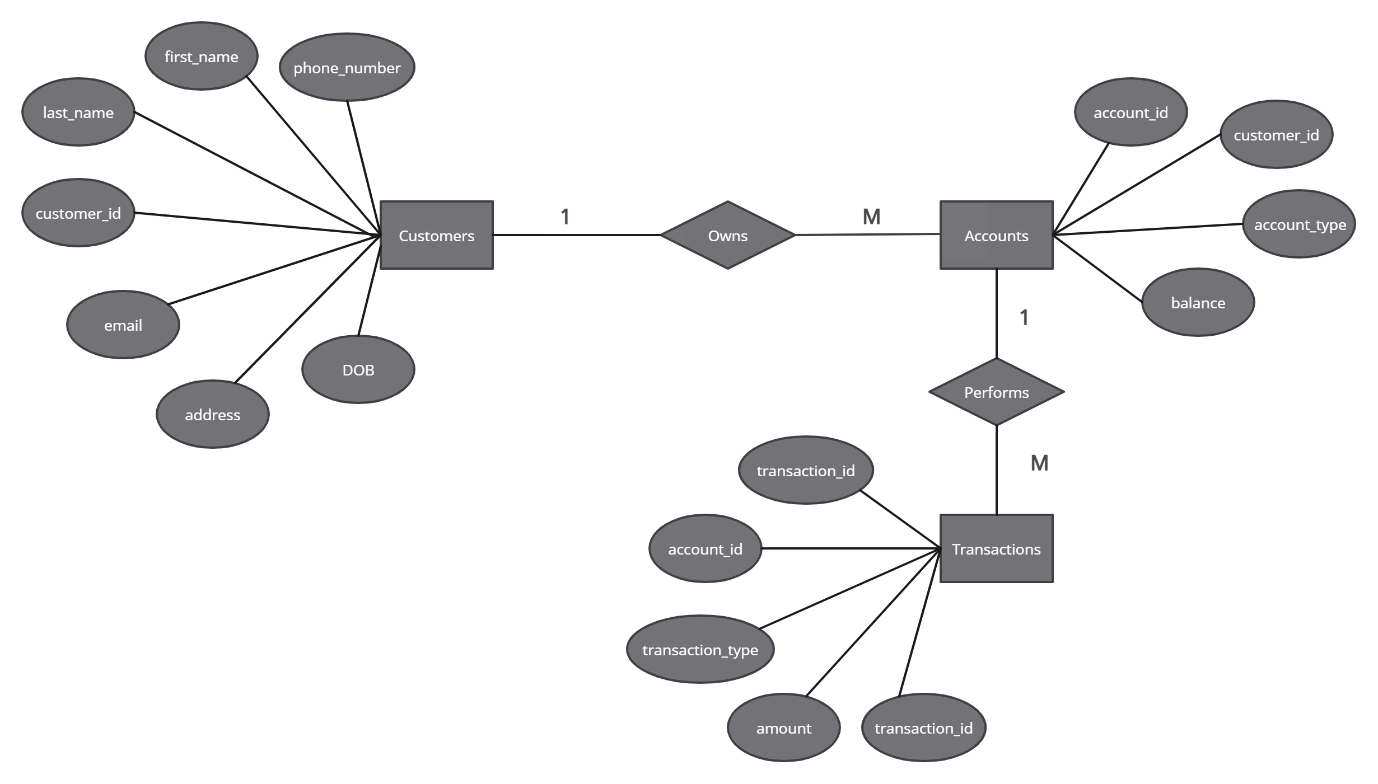 first_name
phone_number
last_name
customer_id
email
address
DOB
Customers
1
Owns
M
Accounts
account_id
customer_id
account_type
balance
1
Performs
M
Transactions
transaction_id
account_id
transaction_type
amount
transaction_id